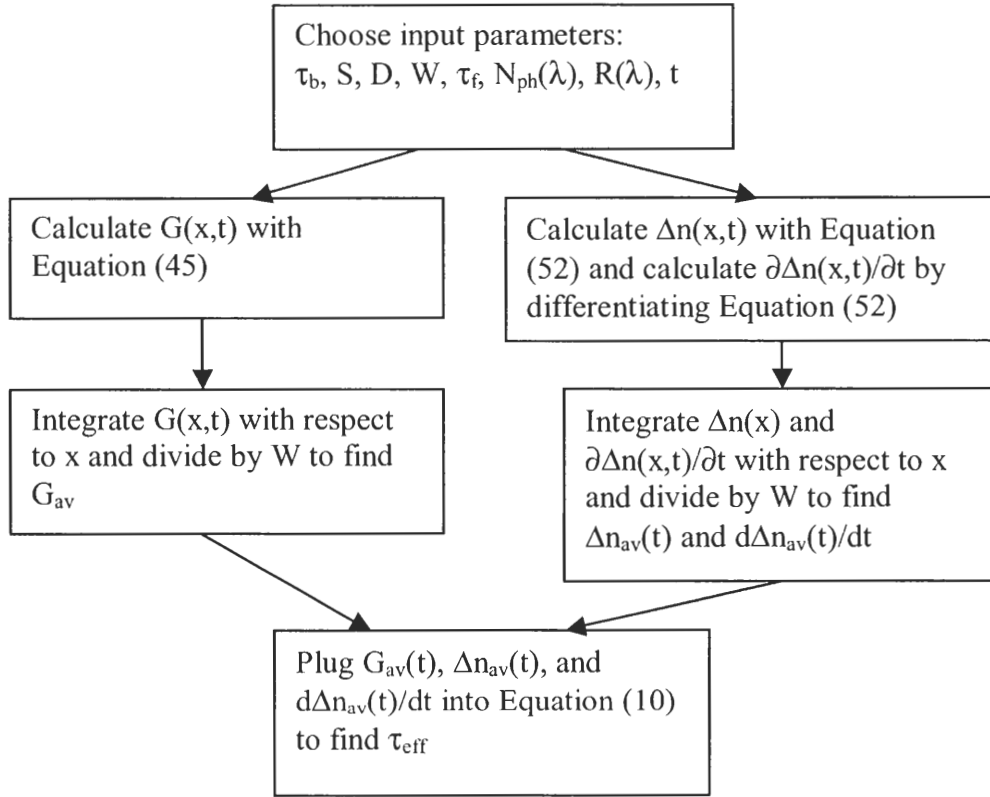 Choose input parameters:
τb, S, D, W, τf, Nph(λ), R(λ), t
Calculate G(x,t) with
Equation (45)
Calculate Δn(x,t) with Equation
(52) and calculate ∂Δn(x,t)/∂t by
differentiating Equation (52)
Integrate G(x,t) with respect
to x and divide by W to find
Gav
Integrate Δn(x) and
∂Δn(x,t)/∂t with respect to x
and divide by W to find
Δnav(t) and dΔnav(t)/dt
Plug Gav(t), Δnav(t), and
dΔnav(t)/dt into Equation (10)
to find τeff